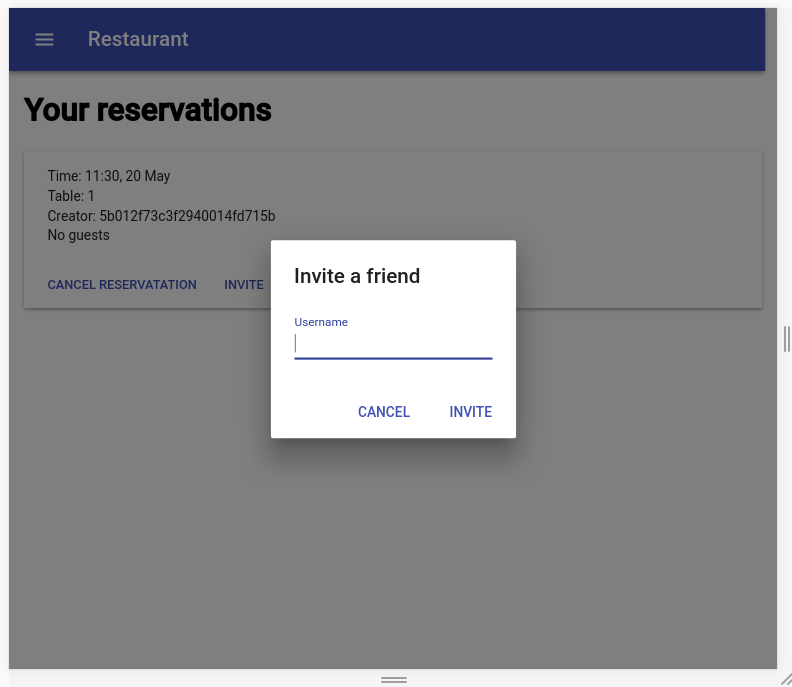 Restaurant
Your reservations
Time: 11:30, 20 May
Table: 1
Creator: 5b012f73c3f2940014fd715b
No guests
CANCEL RESERVATATION INVITE
Invite a friend
Username
CANCEL INVITE